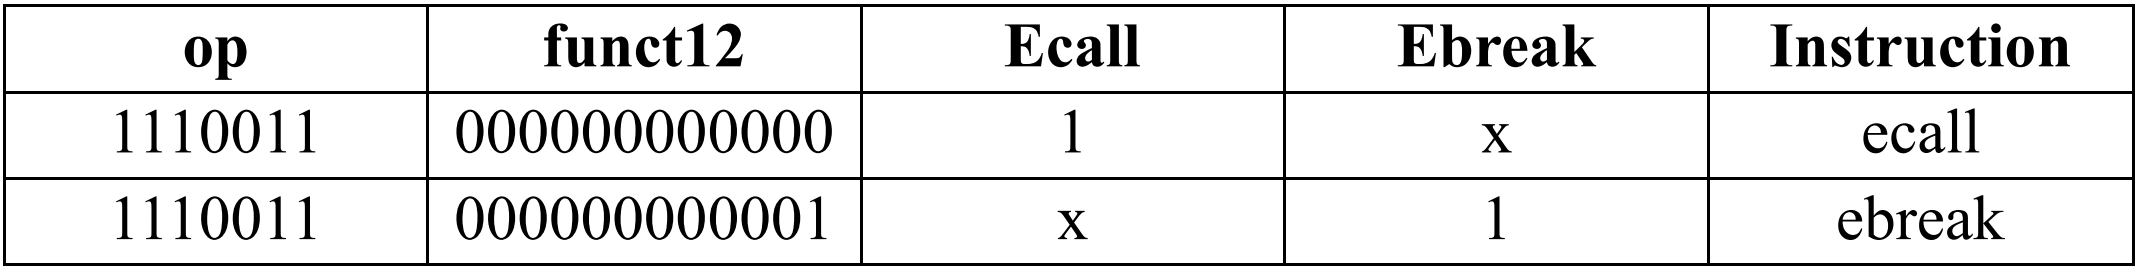 op funct12 Ecall Ebreak Instruction
1110011 000000000000 1 x ecall
1110011 000000000001 x 1 ebreak